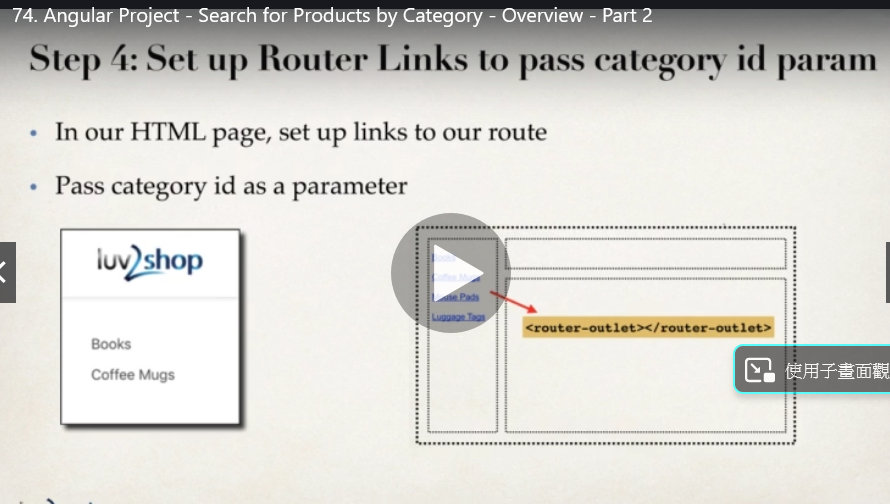 74. Angular Project - Search for Products by Category - Overview - Part 2
Step 4: Set up Router Links to pass category id param
• In our HTML page, set up links to our route
• Pass category id as a parameter
luv2shop
Books
Coffee Mugs
Books
Coffee Mugs
Mouse Pads
Luggage Tags
<router-outlet></router-outlet>
使用子畫面觀